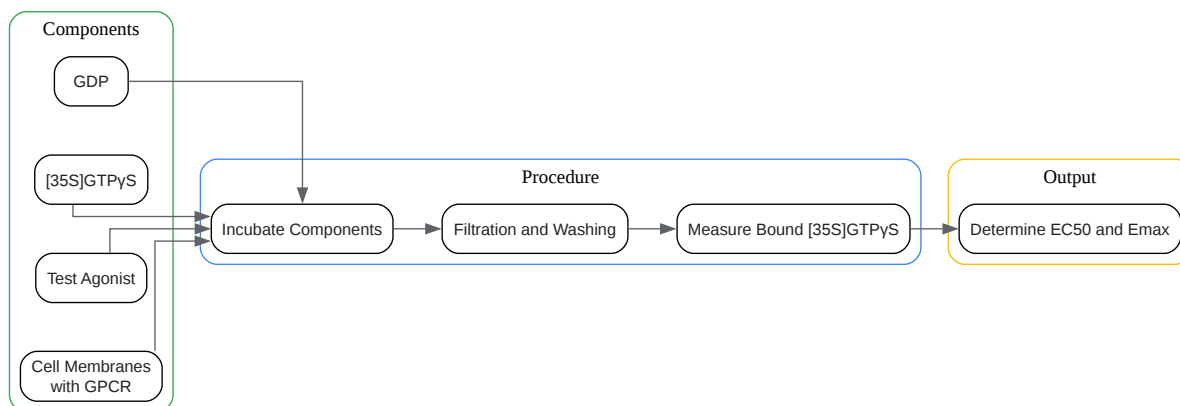 Components
GDP
[35S]GTPγS
Test Agonist
Cell Membranes
with GPCR
Procedure
Incubate Components
Filtration and Washing
Measure Bound [35S]GTPγS
Output
Determine EC50 and Emax